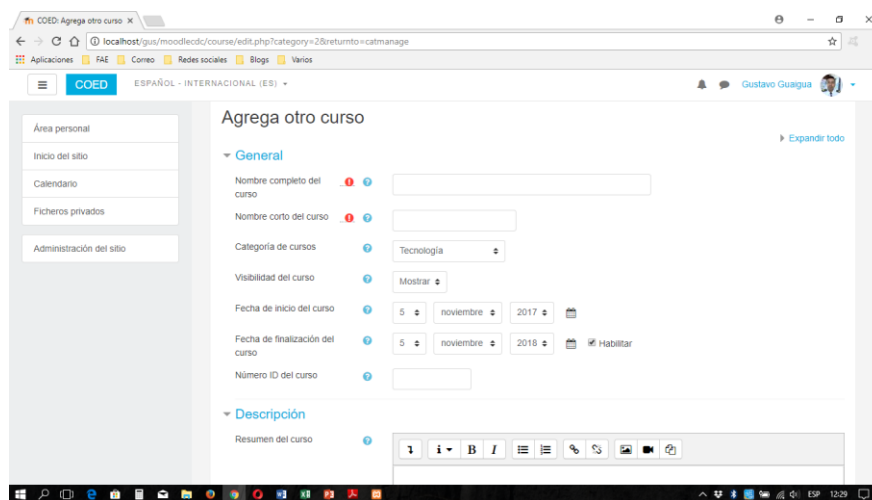 COED: Agrega otro curso
localhost/gus/moodlecdc/course/edit.php?category=2&returnto=catmanage
Aplicaciones FAE Correo Redes sociales Blogs Varios
COED ESPAÑOL - INTERNACIONAL (ES) Gustavo Guaigua
Área personal
Inicio del sitio
Calendario
Ficheros privados
Administración del sitio
Agrega otro curso
Expandir todo
General
Nombre completo del
curso
Nombre corto del curso
Categoría de cursos Tecnología
Visibilidad del curso Mostrar
Fecha de inicio del curso 5 noviembre 2017
Fecha de finalización del
curso 5 noviembre 2018 Habilitar
Número ID del curso
Descripción
Resumen del curso
i B I
ESP 12:29